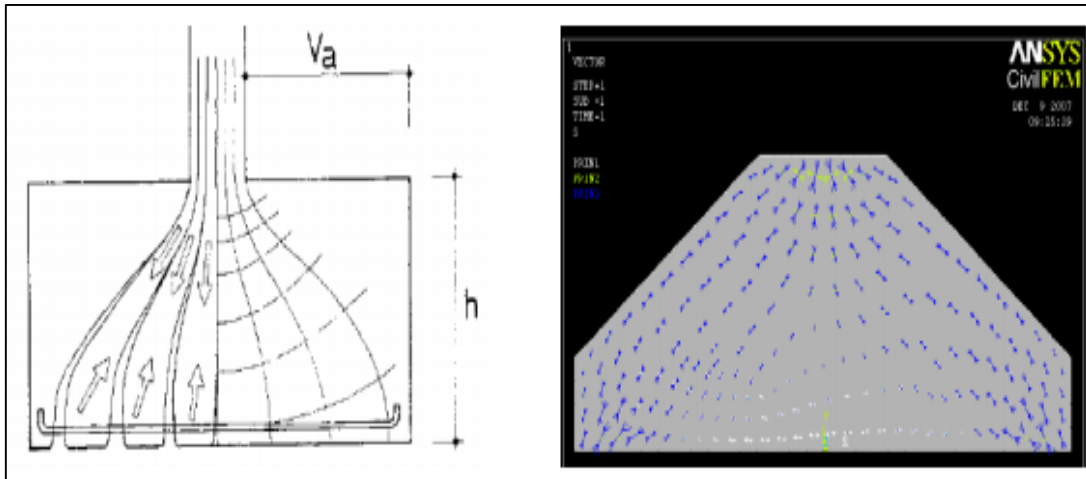 Va
h
1
VECTOR
STEP=1
SUB =1
TIME=1
S
PRIN1
PRIN2
PRIN3
ANSYS
CivilFEM
DEC 9 2007
09:25:39